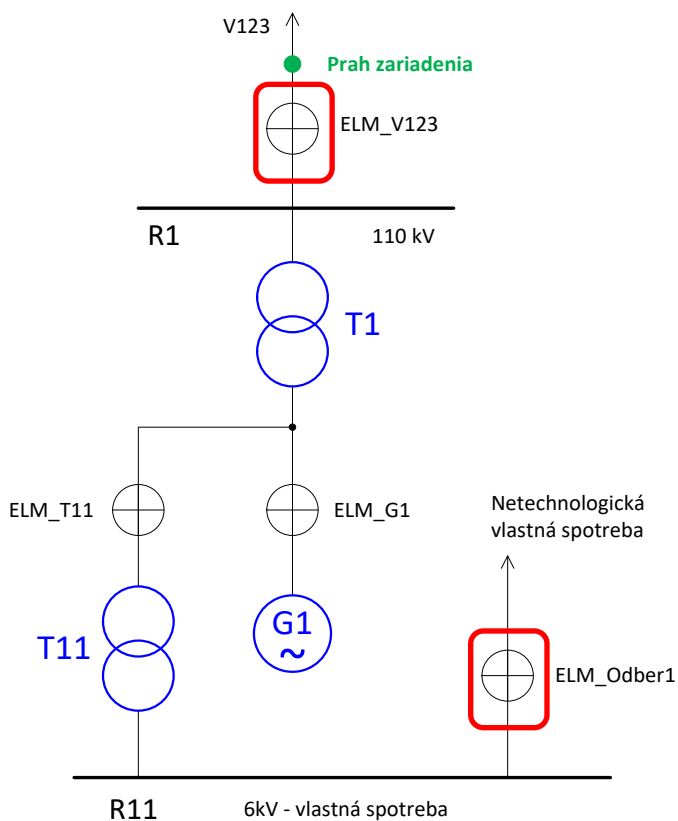 V123
Prah zariadenia
ELM_V123
R1
110 kV
T1
ELM_T11
ELM_G1
Netechnologická
vlastná spotreba
T11
G1
~
ELM_Odber1
R11
6kV - vlastná spotreba